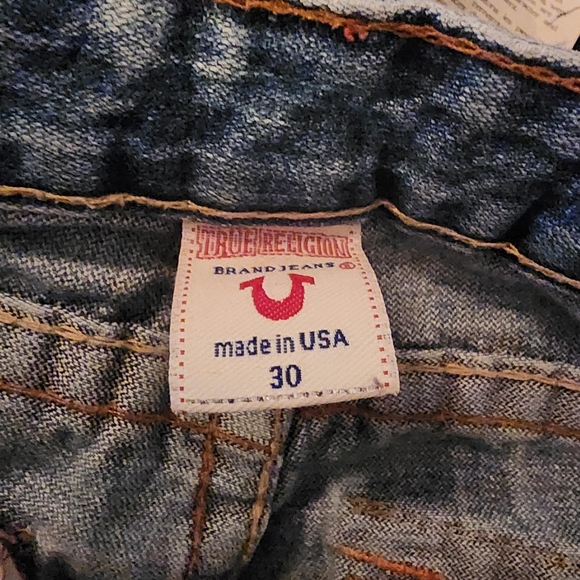 TRUE RELIGION
BRAND JEANS ®
made in USA
30